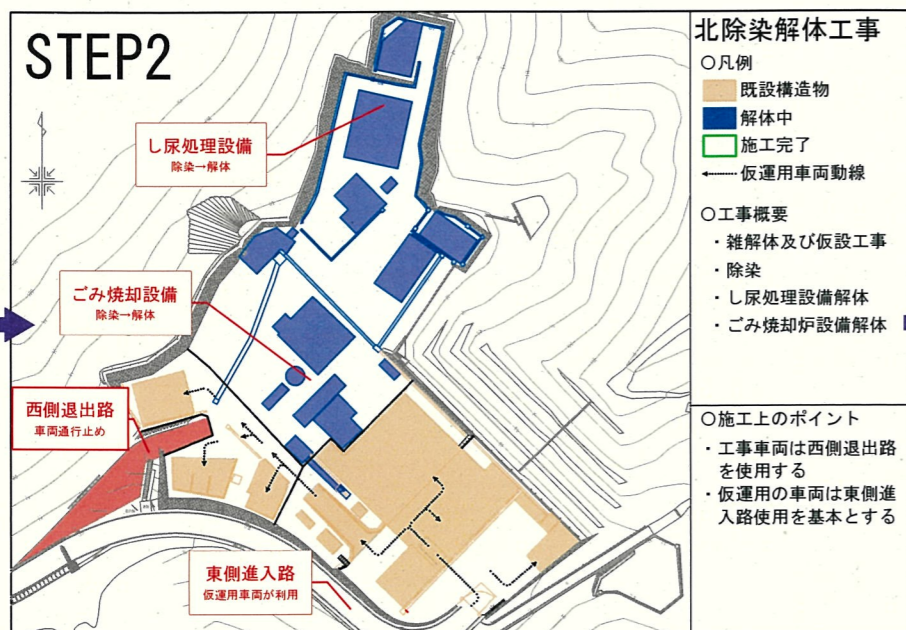 STEP2
し尿処理設備
除染→解体
ごみ焼却設備
除染→解体
西側退出路
車両通行止め
東側進入路
仮運用車両が利用
北除染解体工事
○凡例
既設構造物
解体中
施工完了
仮運用車両動線
○工事概要
・雑解体及び仮設工事
・除染
・し尿処理設備解体
・ごみ焼却炉設備解体
○施工上のポイント
・工事車両は西側退出路
を使用する
・仮運用の車両は東側進
入路使用を基本とする